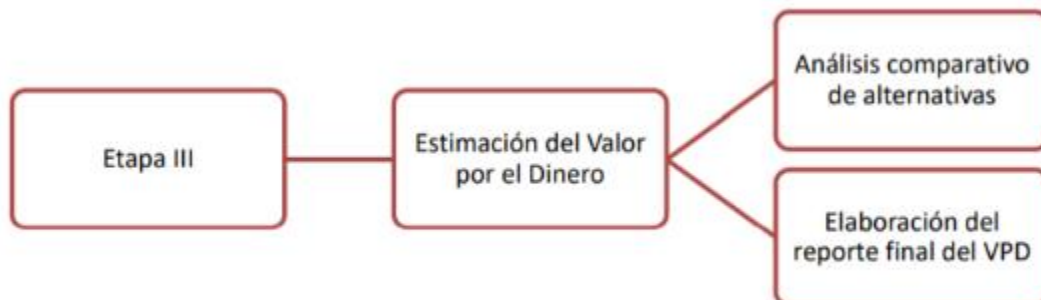 Etapa III
Estimación del Valor
por el Dinero
Análisis comparativo
de alternativas
Elaboración del
reporte final del VPD